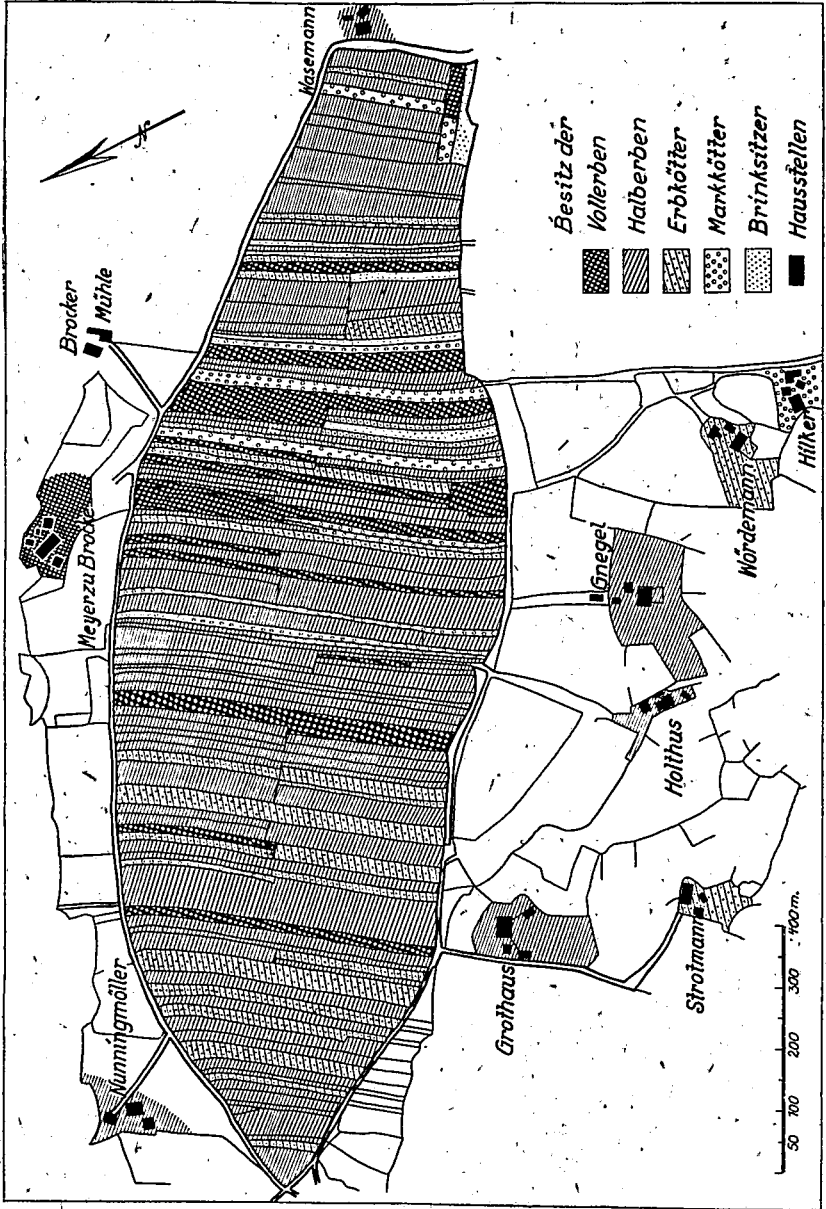 Wasemann
N
Brocker
Mühle
Meyer zu Brocke
Nunningmöller
Besitz der
Vollerben
Halberben
Erbkötter
Markkötter
Brinksitzer
Hausstellen
Hilker
Wördemann
Gnegel
Holthus
Grothaus
Strotmann
50 100 200 300 400 m.